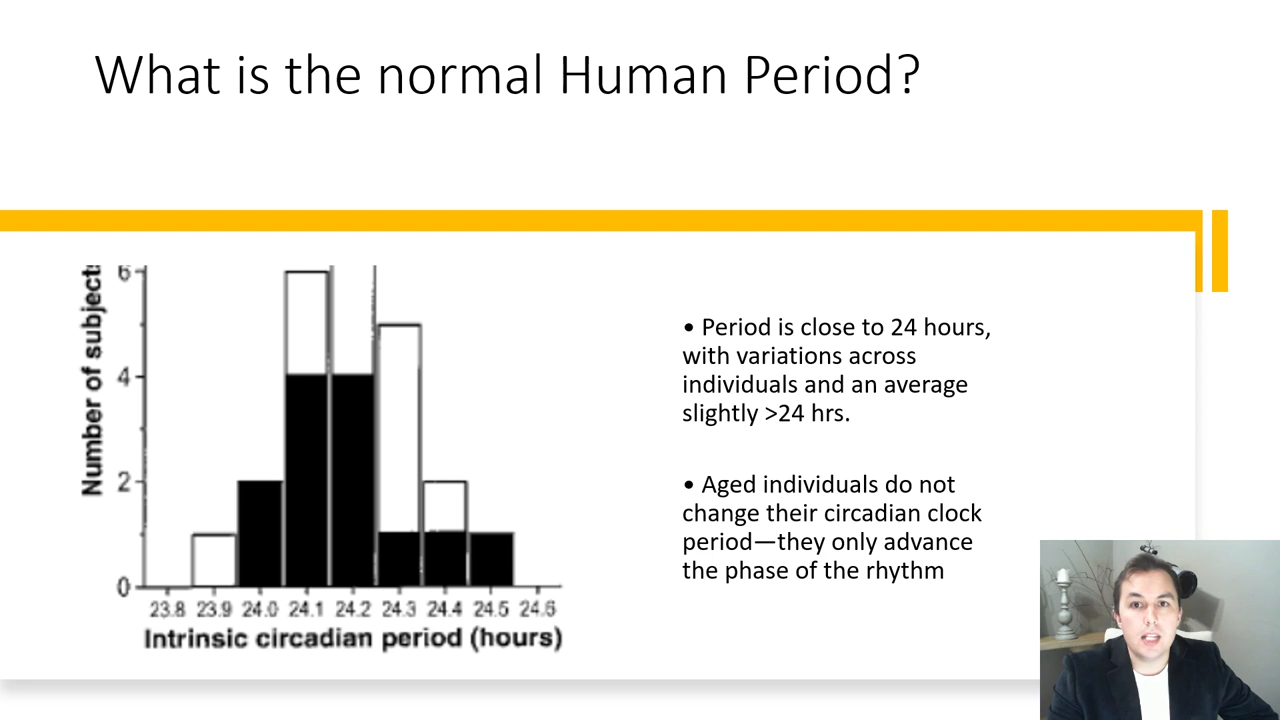 What is the normal Human Period?
Number of subject
6
4
2
0
23.8 23.9 24.0 24.1 24.2 24.3 24.4 24.5 24.6
Intrinsic circadian period (hours)
• Period is close to 24 hours,
with variations across
individuals and an average
slightly >24 hrs.
• Aged individuals do not
change their circadian clock
period—they only advance
the phase of the rhythm